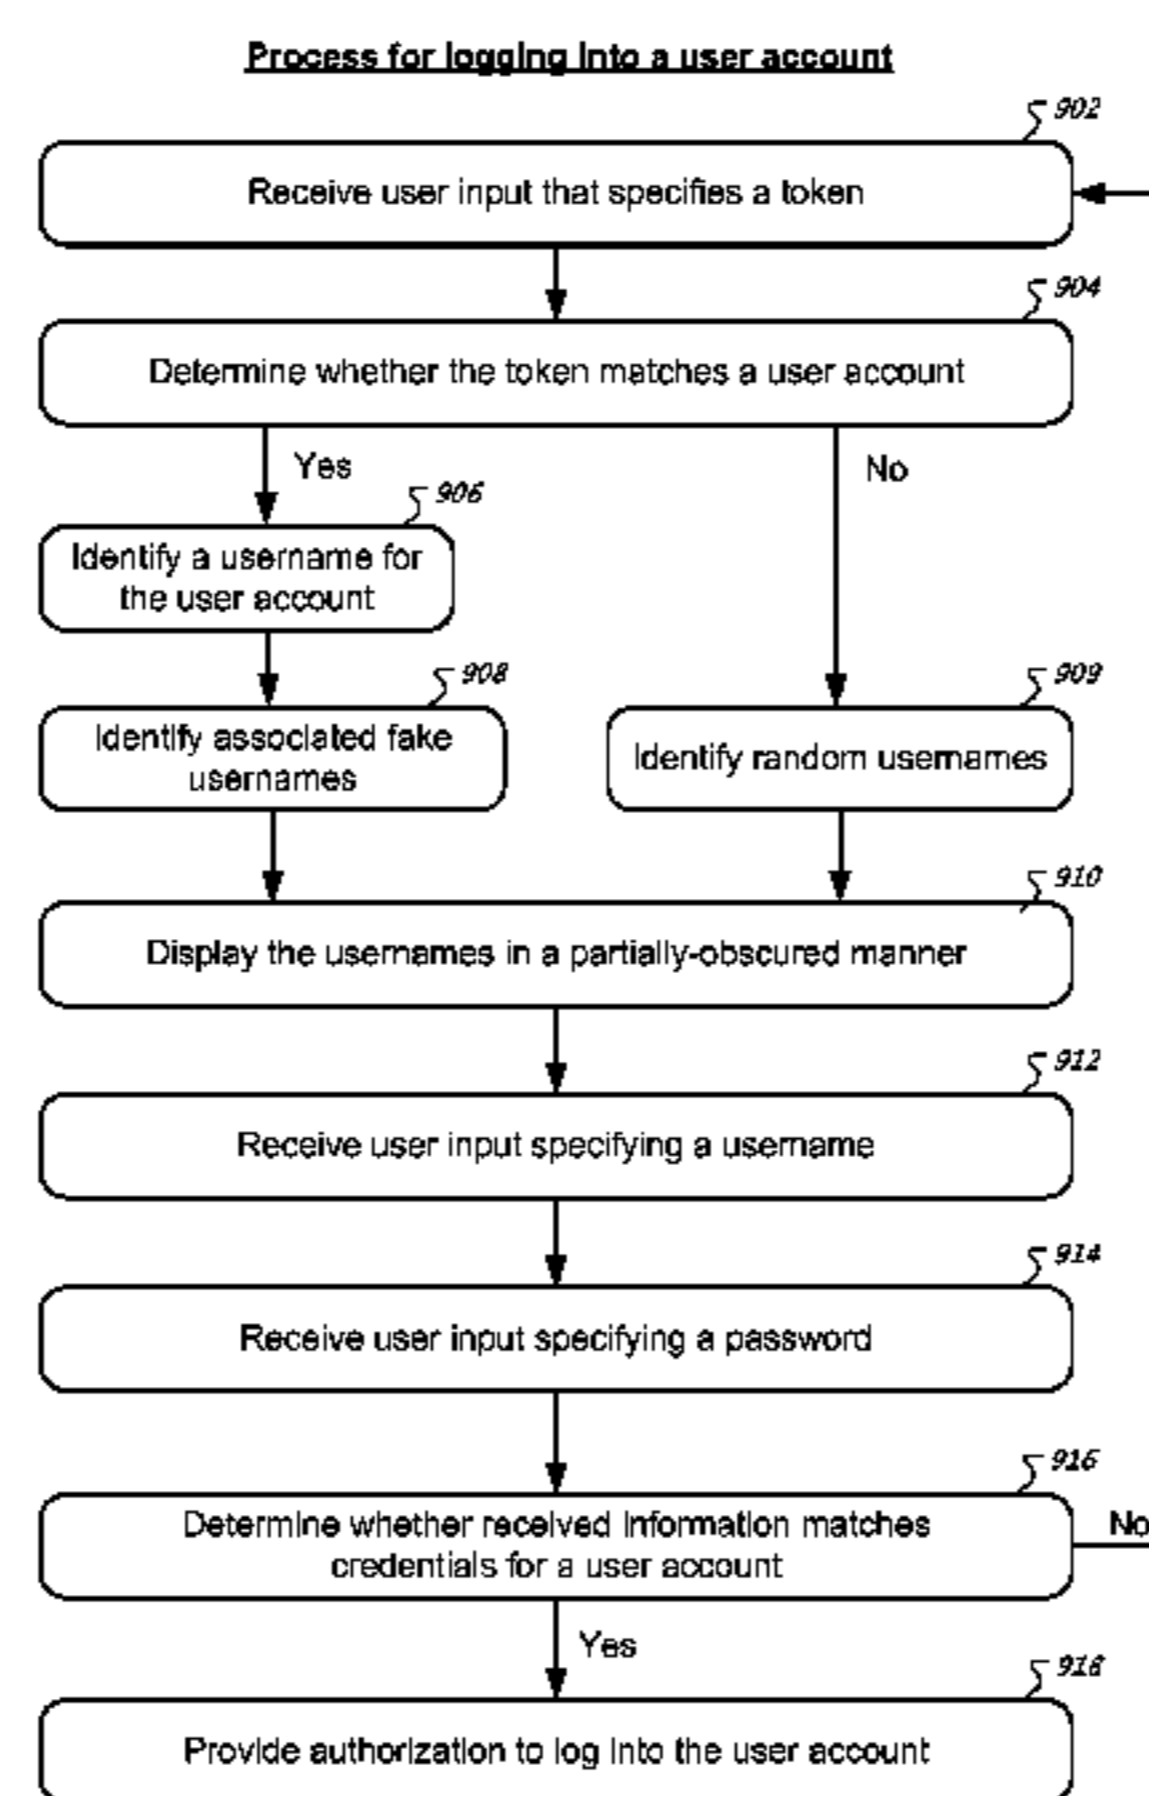 Process for logging into a user account
902
Receive user input that specifies a token
904
Determine whether the token matches a user account
Yes
No
906
Identify a username for
the user account
908
909
Identify associated fake
usernames
Identify random usernames
910
Display the usernames in a partially-obscured manner
912
Receive user input specifying a username
914
Receive user input specifying a password
916
Determine whether received information matches
credentials for a user account
No
Yes
918
Provide authorization to log into the user account